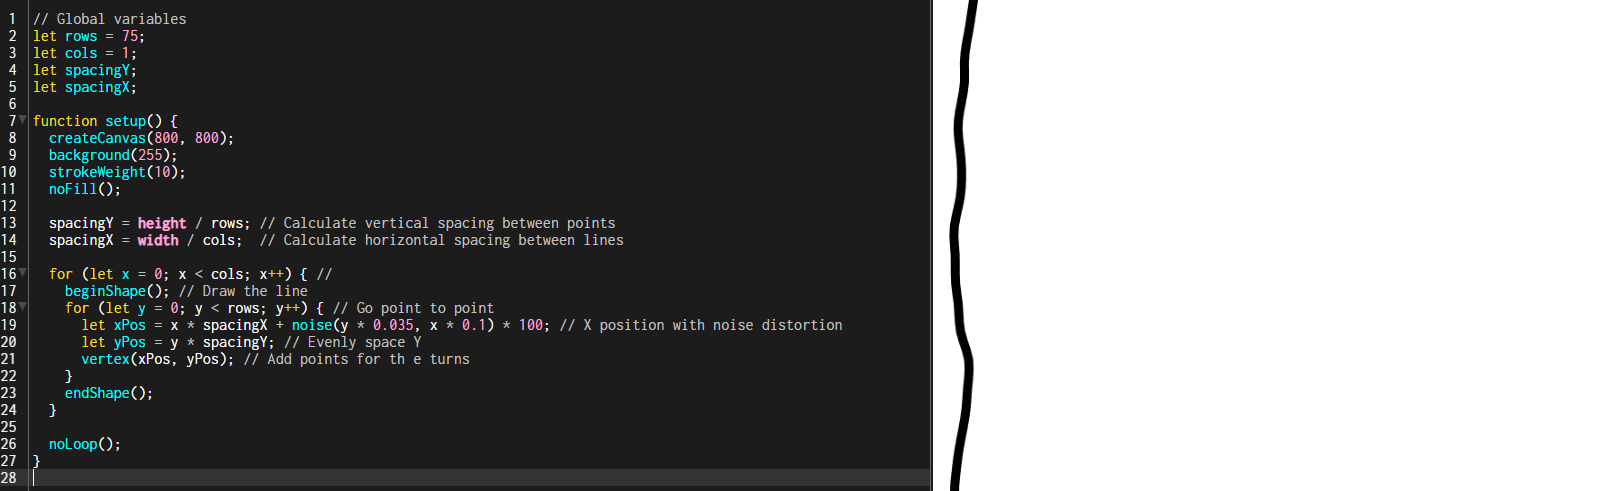 1 // Global variables
2 let rows = 75;
3 let cols = 1;
4 let spacingY;
5 let spacingX;
6
7 function setup() {
8 createCanvas(800, 800);
9 background(255);
10 strokeWeight(10);
11 noFill();
12
13 spacingY = height / rows; // Calculate vertical spacing between points
14 spacingX = width / cols;  // Calculate horizontal spacing between lines
15
16 for (let x = 0; x < cols; x++) { //
17 beginShape(); // Draw the line
18 for (let y = 0; y < rows; y++) { // Go point to point
19 let xPos = x * spacingX + noise(y * 0.035, x * 0.1) * 100; // X position with noise distortion
20 let yPos = y * spacingY; // Evenly space Y
21 vertex(xPos, yPos); // Add points for th e turns
22 }
23 endShape();
24 }
25
26 noLoop();
27 }
28